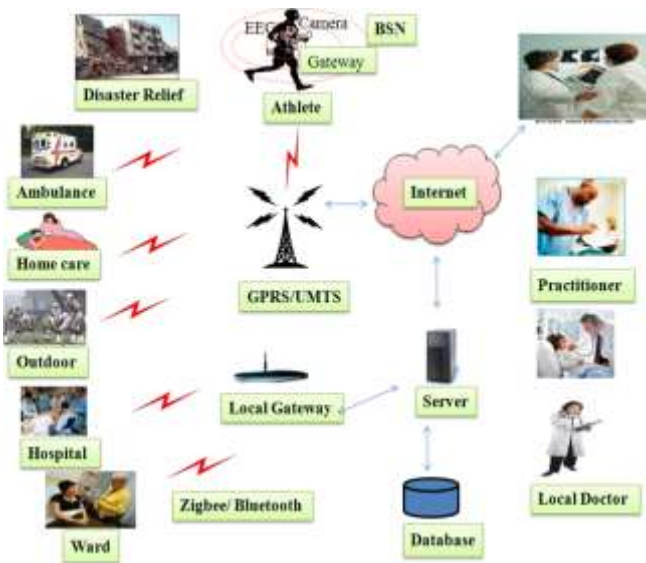 EEG
Camera
BSN
Gateway
Disaster Relief
Athlete
Ambulance
Internet
Home care
GPRS/UMTS
Practitioner
Outdoor
Local Gateway
Server
Hospital
Zigbee/ Bluetooth
Local Doctor
Ward
Database